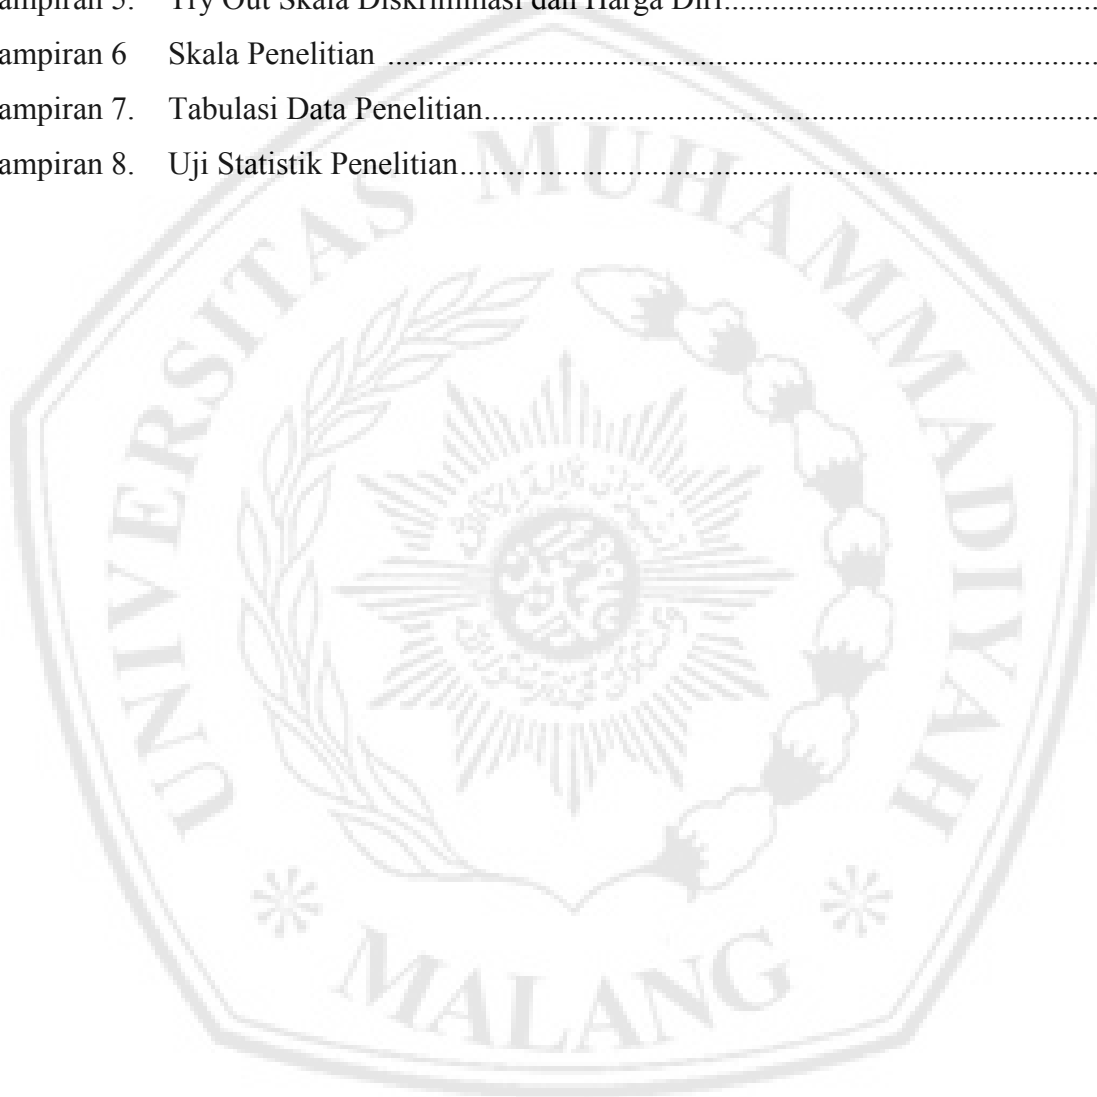 ampiran 5. Try Out Skala Diskriminasi dan Harga Diri........................................
ampiran 6 Skala Penelitian ........................................
ampiran 7. Tabulasi Data Penelitian........................................
ampiran 8. Uji Statistik Penelitian........................................
UNIVERSITAS MUHAMMADIYAH
MALANG